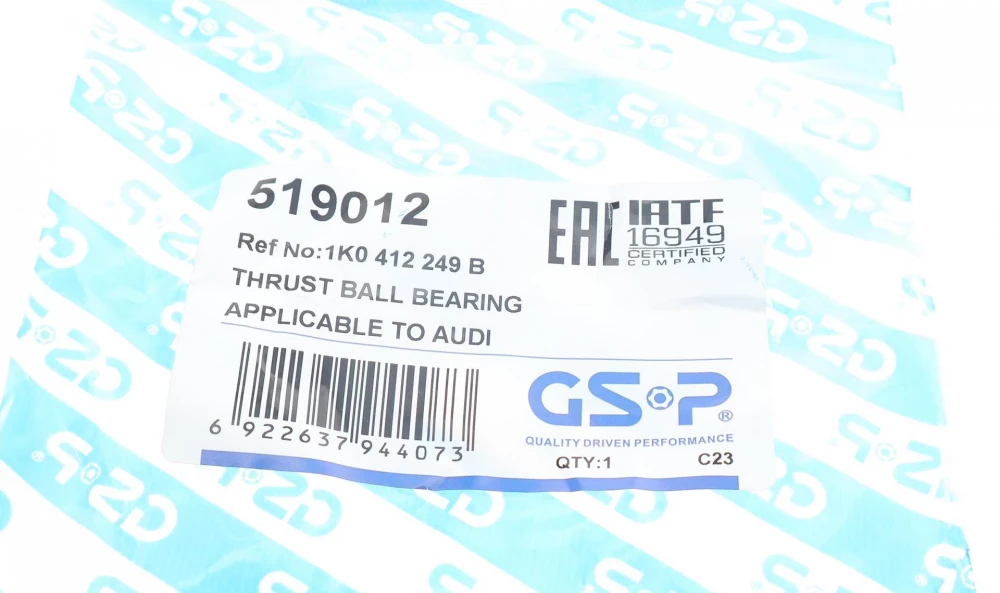 519012
EAC
IATF
16949
CERTIFIED
COMPANY
Ref No:1K0 412 249 B
THRUST BALL BEARING
APPLICABLE TO AUDI
6 922637 944073
GS·P®
QUALITY DRIVEN PERFORMANCE
QTY:1 C23